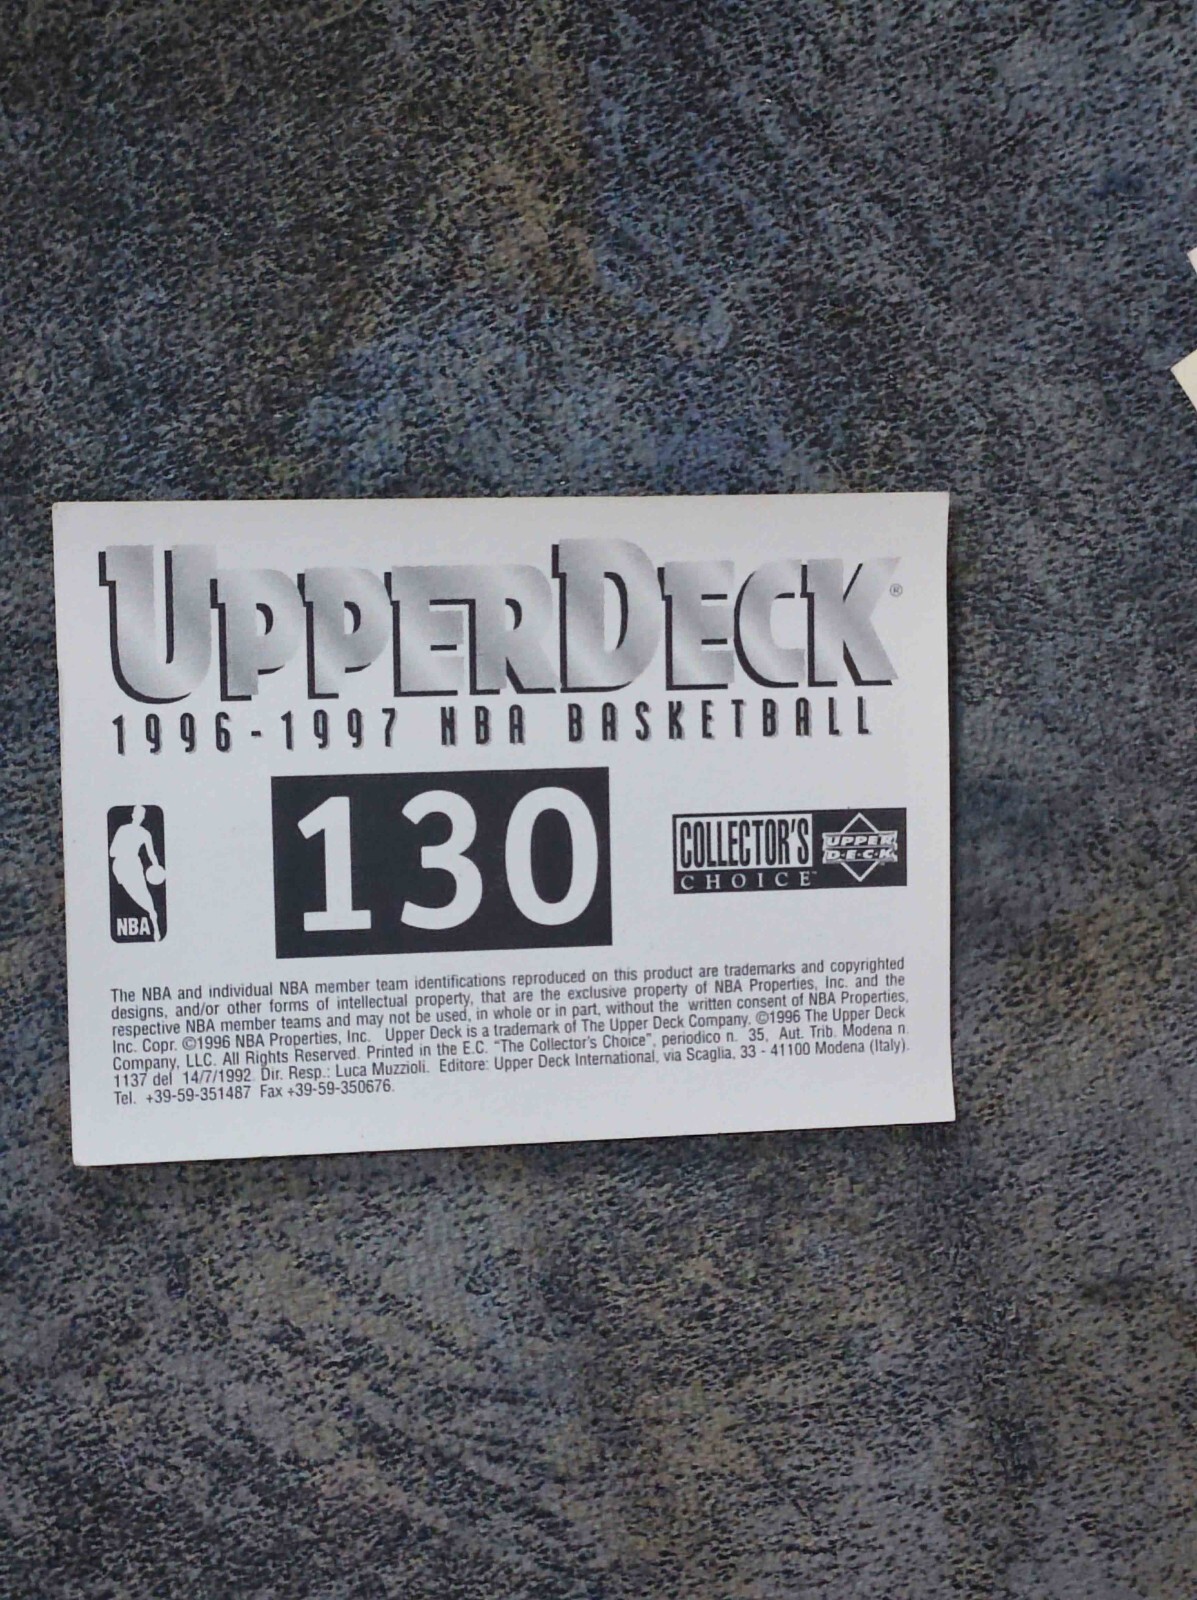 UPPERDECK®
1996-1997 NBA BASKETBALL
NBA
130
COLLECTOR'S
CHOICE™
UPPER
D·E·C·K
The NBA and individual NBA member team identifications reproduced on this product are trademarks and copyrighted
designs, and/or other forms of intellectual property, that are the exclusive property of NBA Properties, Inc. and the
respective NBA member teams and may not be used, in whole or in part, without the written consent of NBA Properties,
Inc. Copr. ©1996 NBA Properties, Inc. Upper Deck is a trademark of The Upper Deck Company. ©1996 The Upper Deck
Company, LLC. All Rights Reserved. Printed in the E.C. "The Collector's Choice", periodico n. 35, Aut. Trib. Modena n.
1137 del 14/7/1992. Dir. Resp.: Luca Muzzioli. Editore: Upper Deck International, via Scaglia, 33 - 41100 Modena (Italy).
Tel. +39-59-351487 Fax +39-59-350676.